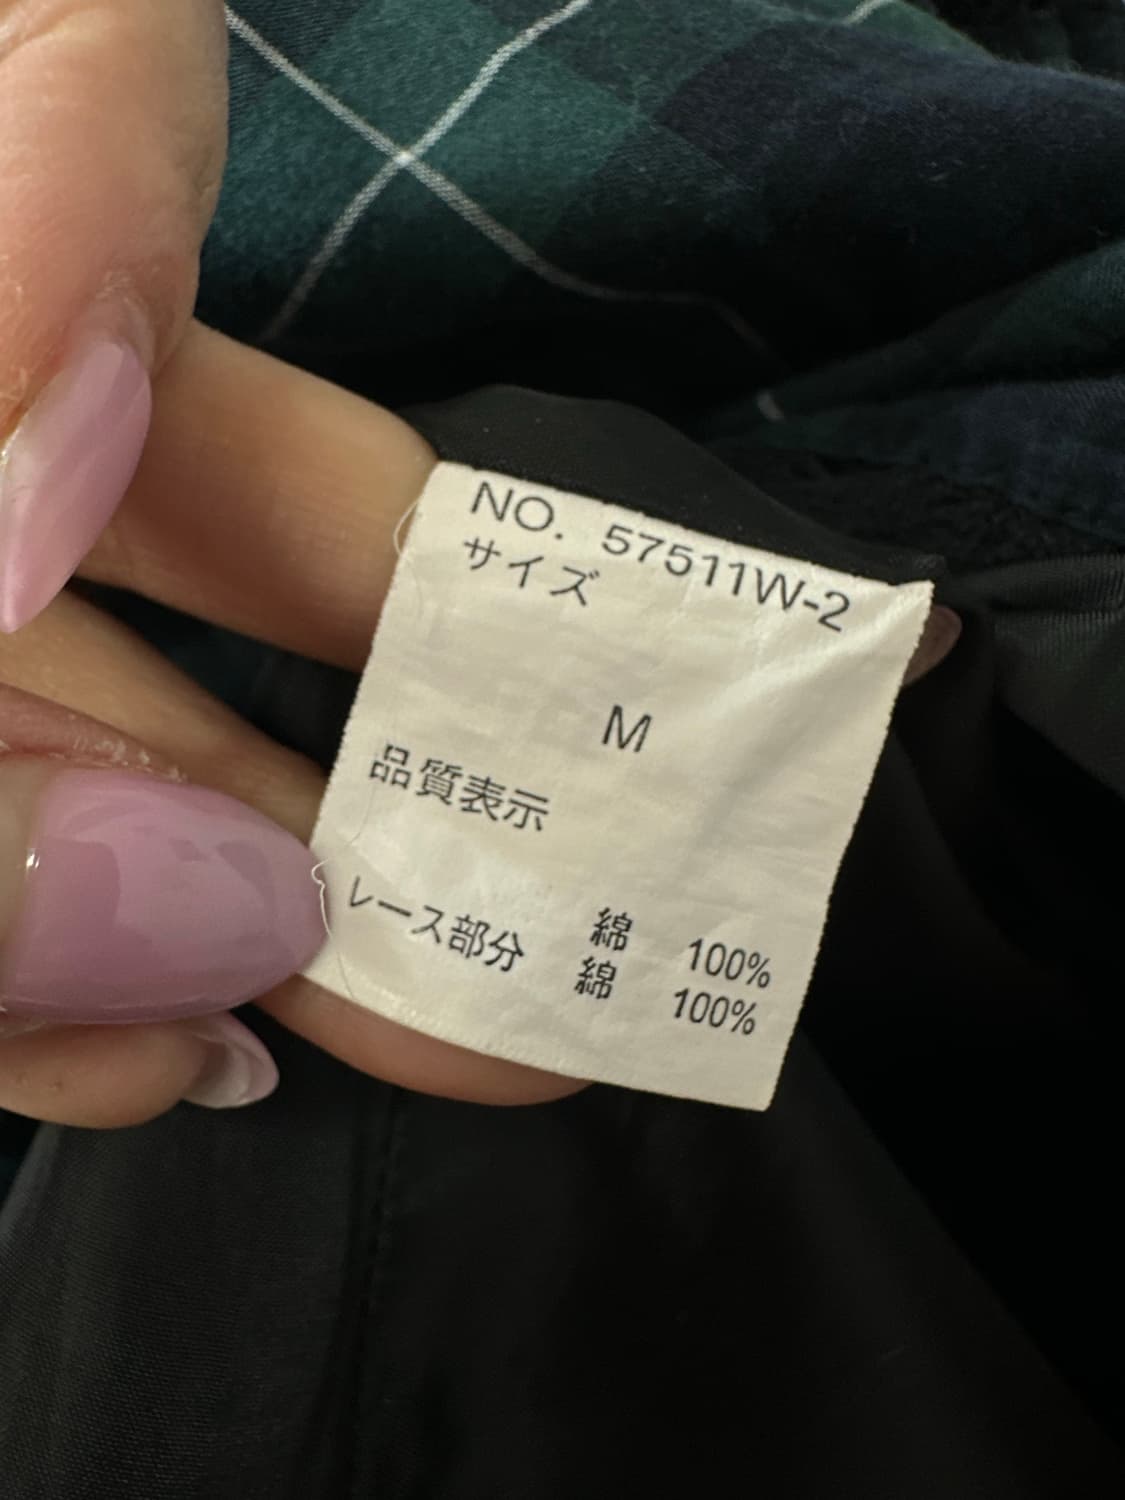 NO. 57511W-2
サイズ
M
品質表示
綿 100%
レース部分 綿 100%